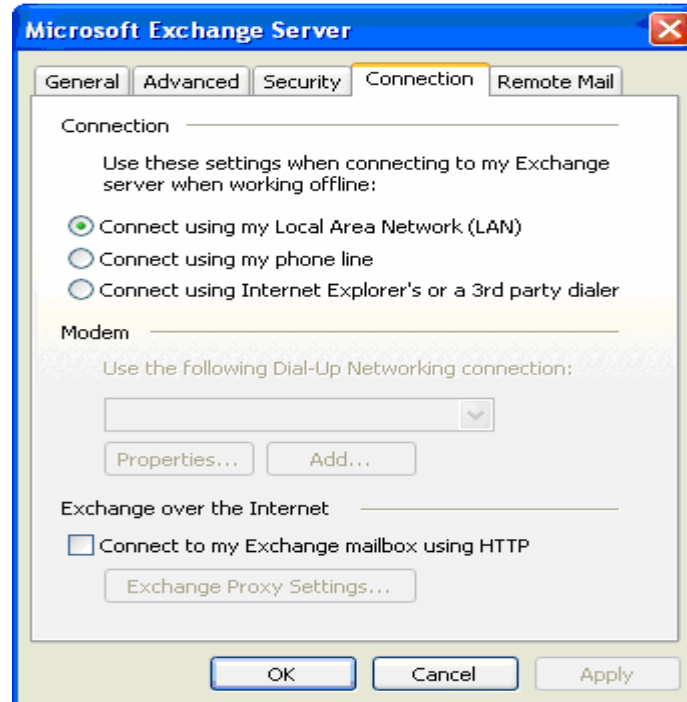 Microsoft Exchange Server
General Advanced Security Connection Remote Mail
Connection
Use these settings when connecting to my Exchange
server when working offline:
Connect using my Local Area Network (LAN)
Connect using my phone line
Connect using Internet Explorer's or a 3rd party dialer
Modem
Use the following Dial-Up Networking connection:
Properties... Add...
Exchange over the Internet
Connect to my Exchange mailbox using HTTP
Exchange Proxy Settings...
OK Cancel Apply